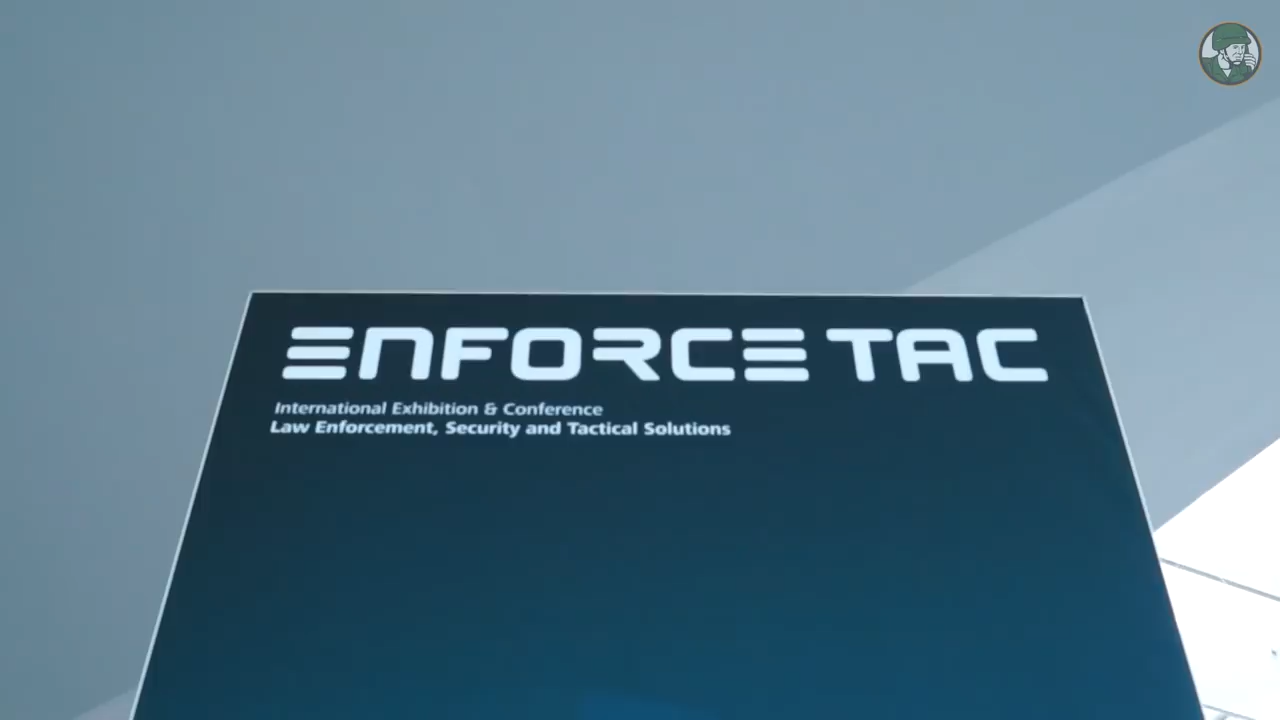 ENFORCE TAC
International Exhibition & Conference
Law Enforcement, Security and Tactical Solutions